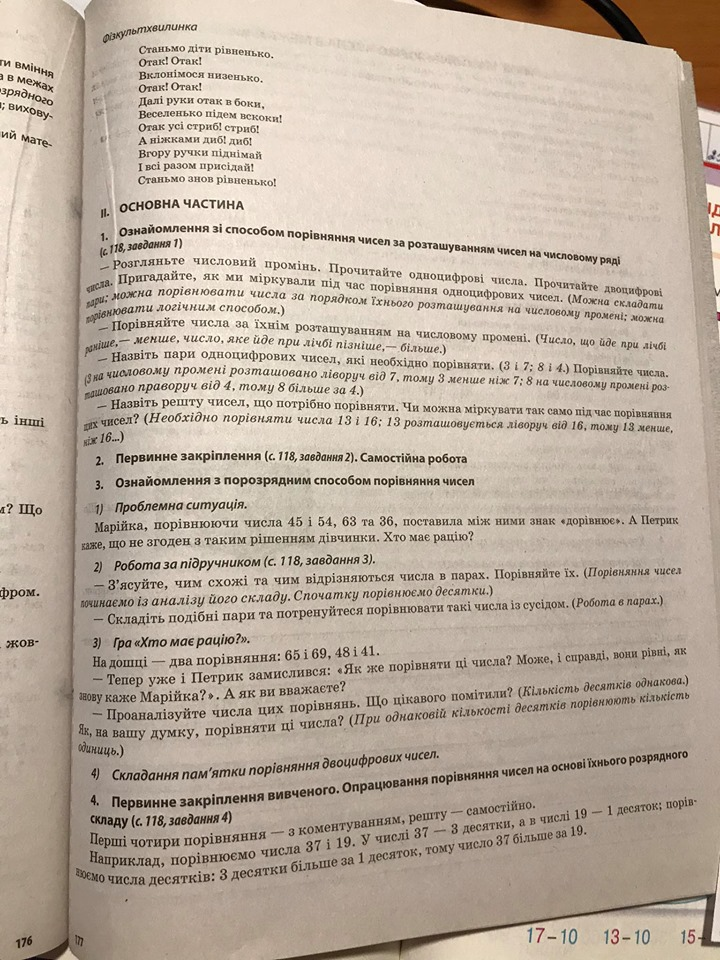 Фізкультхвилинка
Станьмо діти рівненько.
Отак! Отак!
Вклонімося низенько.
Отак! Отак!
Далі руки отак в боки,
Веселенько підем вскоки!
Отак усі стриб! стриб!
А ніжками диб! диб!
Вгору ручки піднімай
І всі разом присідай!
Станьмо знов рівненько!
II. ОСНОВНА ЧАСТИНА
1. Ознайомлення зі способом порівняння чисел за розташуванням чисел на числовому ряді
(с. 118, завдання 1)
— Розгляньте числовий промінь. Прочитайте одноцифрові числа. Прочитайте двоцифрові
числа. Пригадайте, як ми міркували під час порівняння одноцифрових чисел. (Можна складати
пари; можна порівнювати числа за порядком їхнього розташування на числовому промені; можна
порівнювати логічним способом.)
— Порівняйте числа за їхнім розташуванням на числовому промені. (Число, що йде при лічбі
раніше,— менше, число, яке йде при лічбі пізніше,— більше.)
— Назвіть пари одноцифрових чисел, які необхідно порівняти. (3 і 7; 8 і 4.) Порівняйте числа.
(3 на числовому промені розташовано ліворуч від 7, тому 3 менше ніж 7; 8 на числовому промені роз-
ташовано праворуч від 4, тому 8 більше за 4.)
— Назвіть решту чисел, що потрібно порівняти. Чи можна міркувати так само під час порівняння
цих чисел? (Необхідно порівняти числа 13 і 16; 13 розташовується ліворуч від 16, тому 13 менше,
ніж 16...)
2. Первинне закріплення (с. 118, завдання 2). Самостійна робота
3. Ознайомлення з порозрядним способом порівняння чисел
1) Проблемна ситуація.
Марійка, порівнюючи числа 45 і 54, 63 та 36, поставила між ними знак «дорівнює». А Петрик
каже, що не згоден з таким рішенням дівчинки. Хто має рацію?
2) Робота за підручником (с. 118, завдання 3).
— З’ясуйте, чим схожі та чим відрізняються числа в парах. Порівняйте їх. (Порівняння чисел
починаємо із аналізу його складу. Спочатку порівнюємо десятки.)
— Складіть подібні пари та потренуйтеся порівнювати такі числа із сусідом. (Робота в парах.)
3) Гра «Хто має рацію?».
На дошці — два порівняння: 65 і 69, 48 і 41.
— Тепер уже і Петрик замислився: «Як же порівняти ці числа? Може, і справді, вони рівні, як
знову каже Марійка?». А як ви вважаєте?
— Проаналізуйте числа цих порівнянь. Що цікавого помітили? (Кількість десятків однакова.)
Як, на вашу думку, порівняти ці числа? (При однаковій кількості десятків порівнюють кількість
одиниць.)
4) Складання пам’ятки порівняння двоцифрових чисел.
4. Первинне закріплення вивченого. Опрацювання порівняння чисел на основі їхнього розрядного
складу (с. 118, завдання 4)
Перші чотири порівняння — з коментуванням, решту — самостійно.
Наприклад, порівнюємо числа 37 і 19. У числі 37 — 3 десятки, а в числі 19 — 1 десяток; порів-
нюємо числа десятків: 3 десятки більше за 1 десяток, тому число 37 більше за 19.
177
ти вміння
а в межах
зрядного
; вихову-
ий мате-
ь інші
м? Що
фром.
жов-
176
17–10 13–10 15–